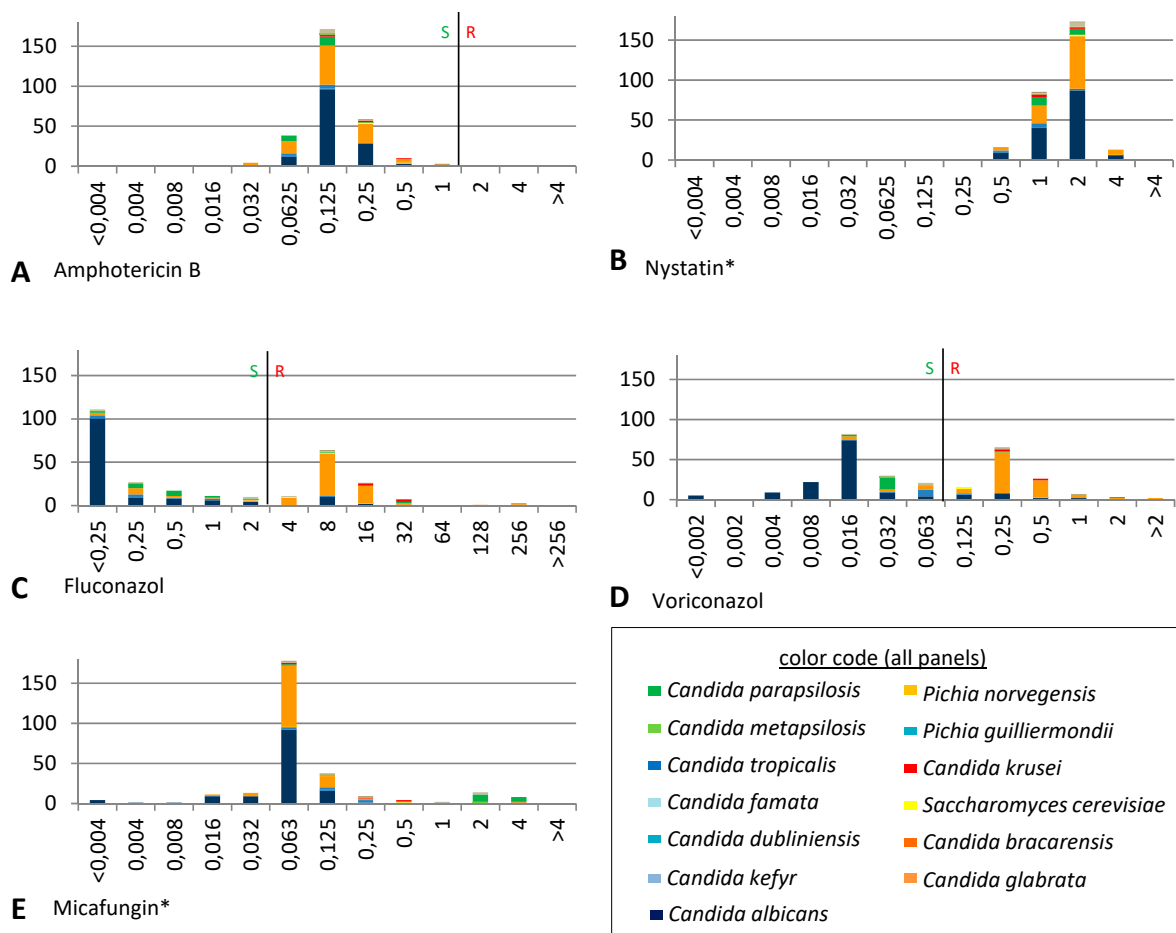 150
100
50
0
S R
<0,004 0,004 0,008 0,016 0,032 0,0625 0,125 0,25 0,5 1 2 4 >4
A Amphotericin B
150
100
50
0
<0,004 0,004 0,008 0,016 0,032 0,0625 0,125 0,25 0,5 1 2 4 >4
B Nystatin*
150
100
50
0
S R
<0,25 0,25 0,5 1 2 4 8 16 32 64 128 256 >256
C Fluconazol
150
100
50
0
S R
<0,002 0,002 0,004 0,008 0,016 0,032 0,063 0,125 0,25 0,5 1 2 >2
D Voriconazol
150
100
50
0
<0,004 0,004 0,008 0,016 0,032 0,063 0,125 0,25 0,5 1 2 4 >4
E Micafungin*
color code (all panels)
Candida parapsilosis
Candida metapsilosis
Candida tropicalis
Candida famata
Candida dubliniensis
Candida kefyr
Candida albicans
Pichia norvegensis
Pichia guilliermondii
Candida krusei
Saccharomyces cerevisiae
Candida bracarensis
Candida glabrata